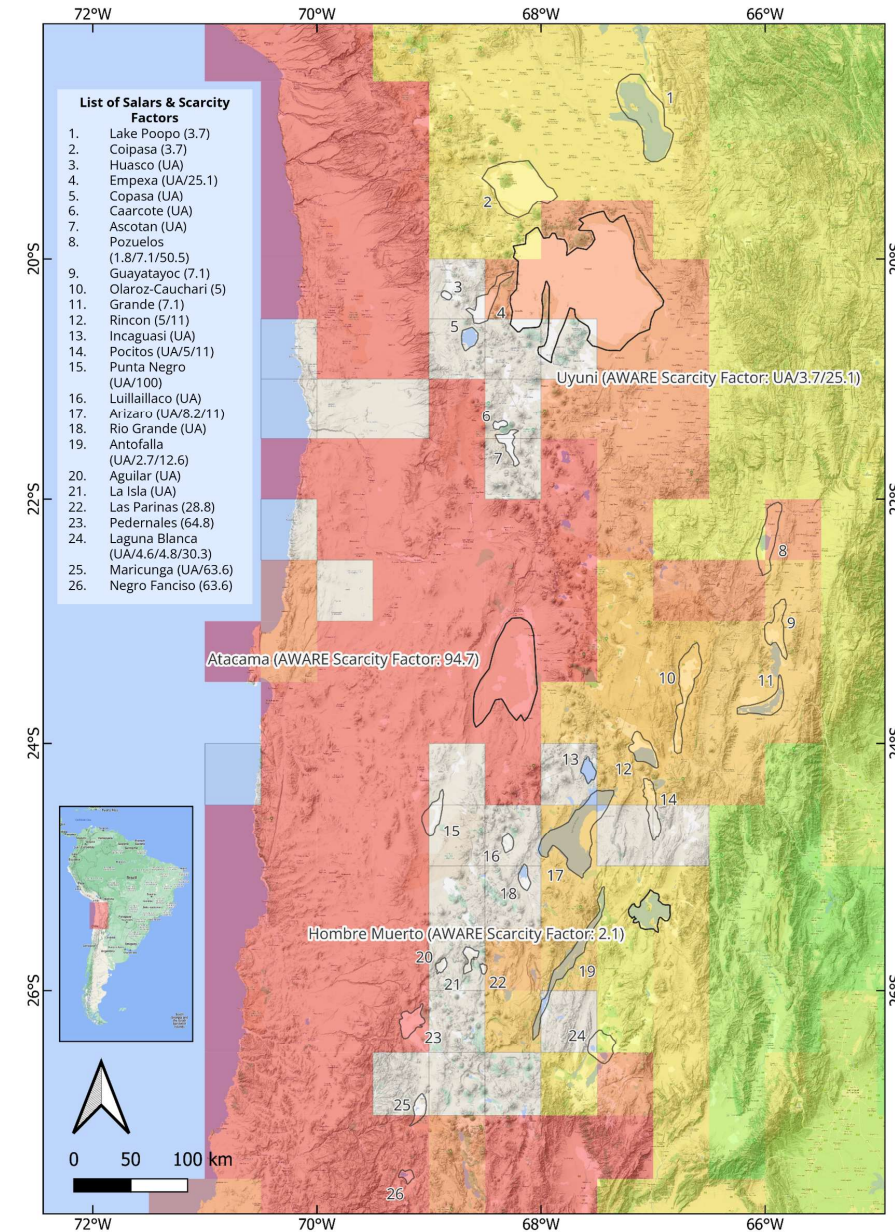 72°W 70°W 68°W 66°W
List of Salars & Scarcity
Factors
1. Lake Poopo (3.7)
2. Coipasa (3.7)
3. Huasco (UA)
4. Empexa (UA/25.1)
5. Copasa (UA)
6. Caarcote (UA)
7. Ascotan (UA)
8. Pozuelos
(1.8/7.1/50.5)
9. Guayatayoc (7.1)
10. Olaroz-Cauchari (5)
11. Grande (7.1)
12. Rincon (5/11)
13. Incaguasi (UA)
14. Pocitos (UA/5/11)
15. Punta Negro
(UA/100)
16. Luillaillaco (UA)
17. Arizaro (UA/8.2/11)
18. Rio Grande (UA)
19. Antofalla
(UA/2.7/12.6)
20. Aguilar (UA)
21. La Isla (UA)
22. Las Parinas (28.8)
23. Pedernales (64.8)
24. Laguna Blanca
(UA/4.6/4.8/30.3)
25. Maricunga (UA/63.6)
26. Negro Fanciso (63.6)
1
2
20°S 20°S
3
4
5
Uyuni (AWARE Scarcity Factor: UA/3.7/25.1)
6
7
22°S 22°S
8
9
Atacama (AWARE Scarcity Factor: 94.7)
10
11
24°S 24°S
13
12
14
15
16
17
18
Hombre Muerto (AWARE Scarcity Factor: 2.1)
20
19
21
22
26°S 26°S
23
24
25
0 50 100 km
26
72°W 70°W 68°W 66°W